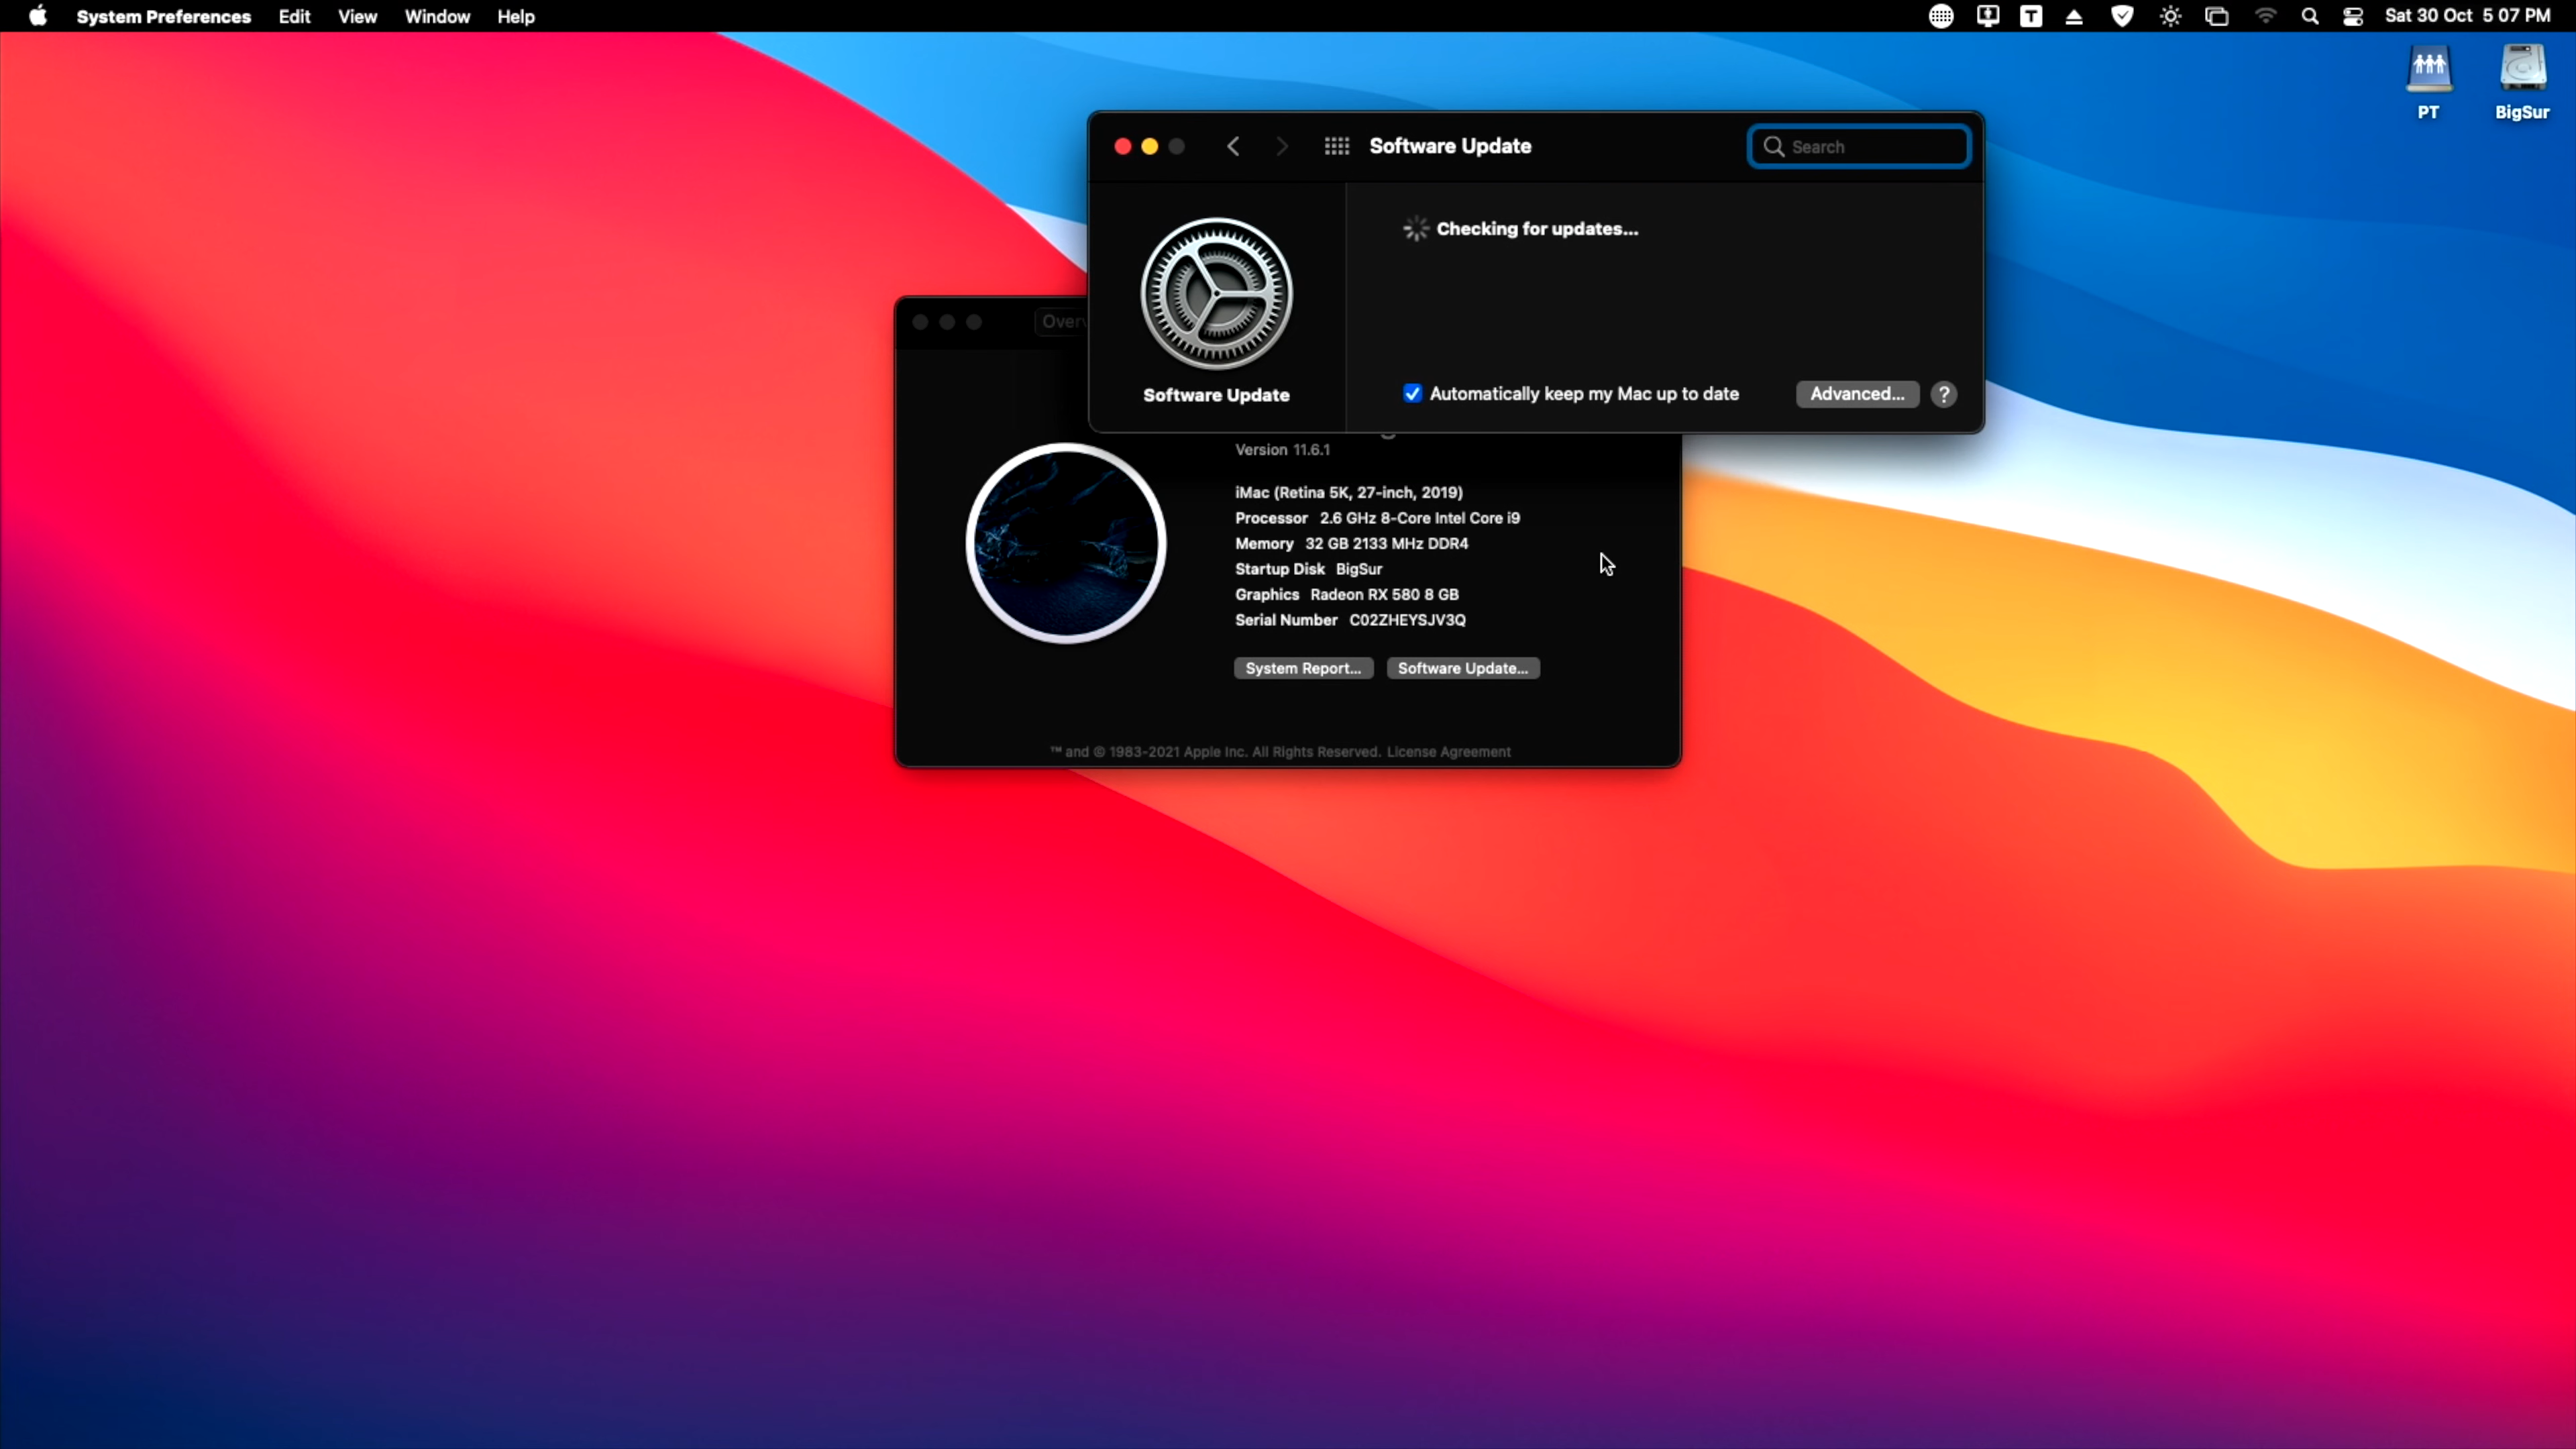 System Preferences Edit View Window Help
T
Sat 30 Oct 5 07 PM
PT
BigSur
Software Update
Search
Checking for updates...
Software Update
Automatically keep my Mac up to date
Advanced...
?
Version 11.6.1
iMac (Retina 5K, 27-inch, 2019)
Processor 2.6 GHz 8-Core Intel Core i9
Memory 32 GB 2133 MHz DDR4
Startup Disk BigSur
Graphics Radeon RX 580 8 GB
Serial Number C02ZHEYSJV3Q
System Report...
Software Update...
™ and © 1983-2021 Apple Inc. All Rights Reserved. License Agreement